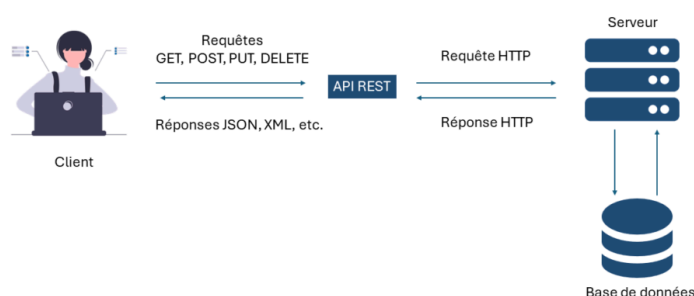 Serveur
Requêtes
GET, POST, PUT, DELETE
Requête HTTP
API REST
Réponses JSON, XML, etc.
Réponse HTTP
Client
Base de données